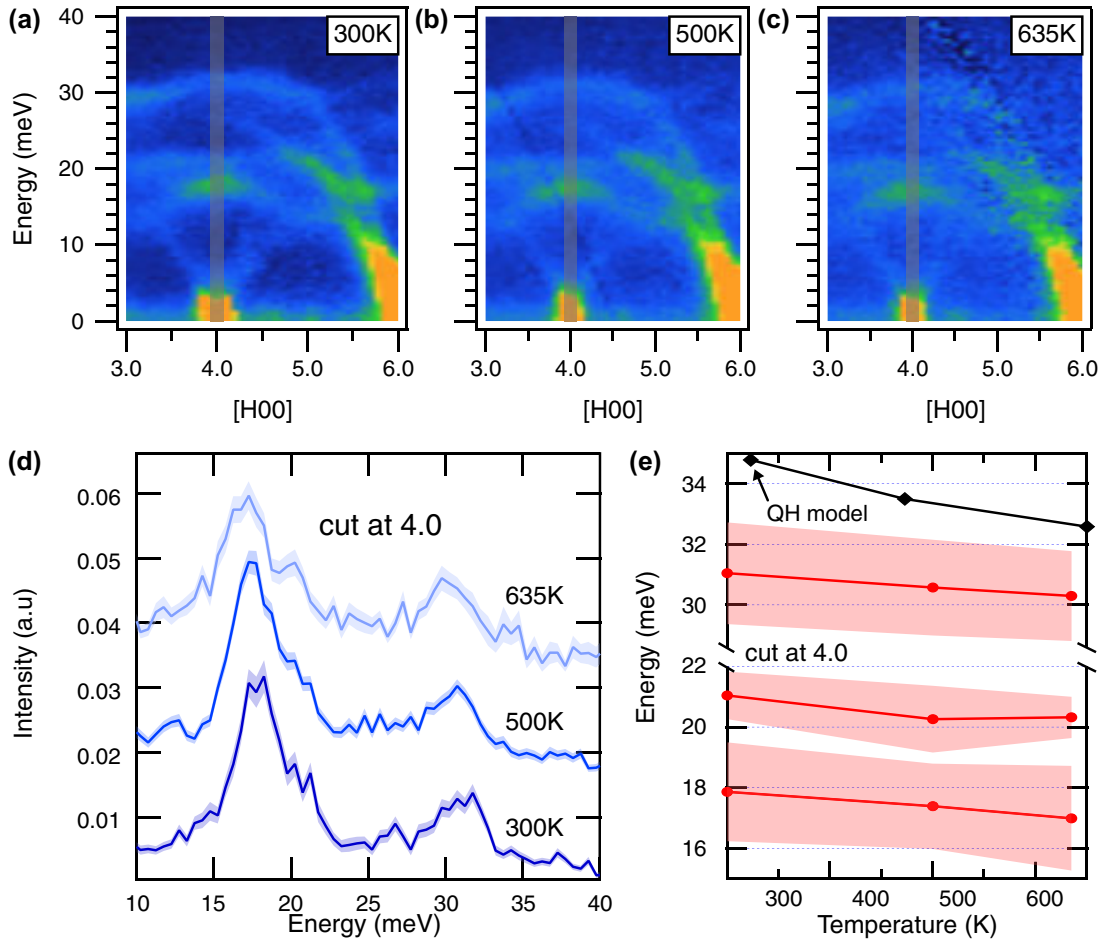 (a)
300K
(b)
500K
(c)
635K
40
30
20
10
0
Energy (meV)
3.0 4.0 5.0 6.0
3.0 4.0 5.0 6.0
3.0 4.0 5.0 6.0
[H00]
[H00]
[H00]
(d)
cut at 4.0
635K
500K
300K
0.06
0.05
0.04
0.03
0.02
0.01
Intensity (a.u)
10 15 20 25 30 35 40
Energy (meV)
(e)
QH model
cut at 4.0
34
32
30
22
20
18
16
Energy (meV)
300 400 500 600
Temperature (K)